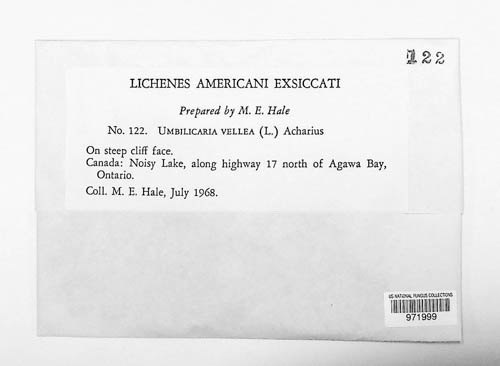 122
LICHENES AMERICANI EXSICCATI
Prepared by M. E. Hale
No. 122. UMBILICARIA VELLEA (L.) Acharius
On steep cliff face.
Canada: Noisy Lake, along highway 17 north of Agawa Bay,
Ontario.
Coll. M. E. Hale, July 1968.
US NATIONAL FUNGUS COLLECTIONS
971999